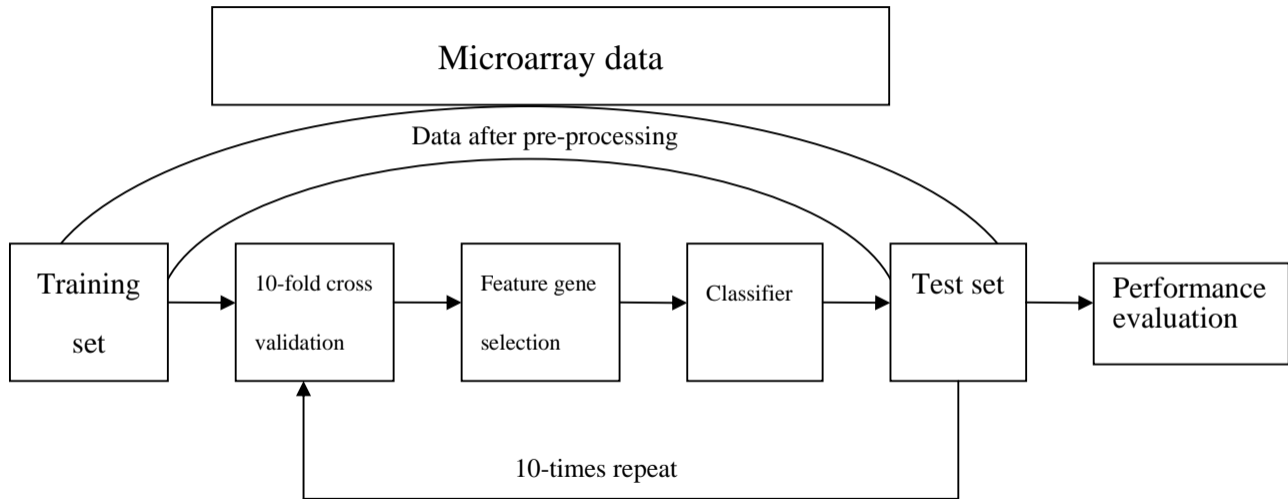 Microarray data
Data after pre-processing
Training
set
10-fold cross
validation
Feature gene
selection
Classifier
Test set
Performance
evaluation
10-times repeat